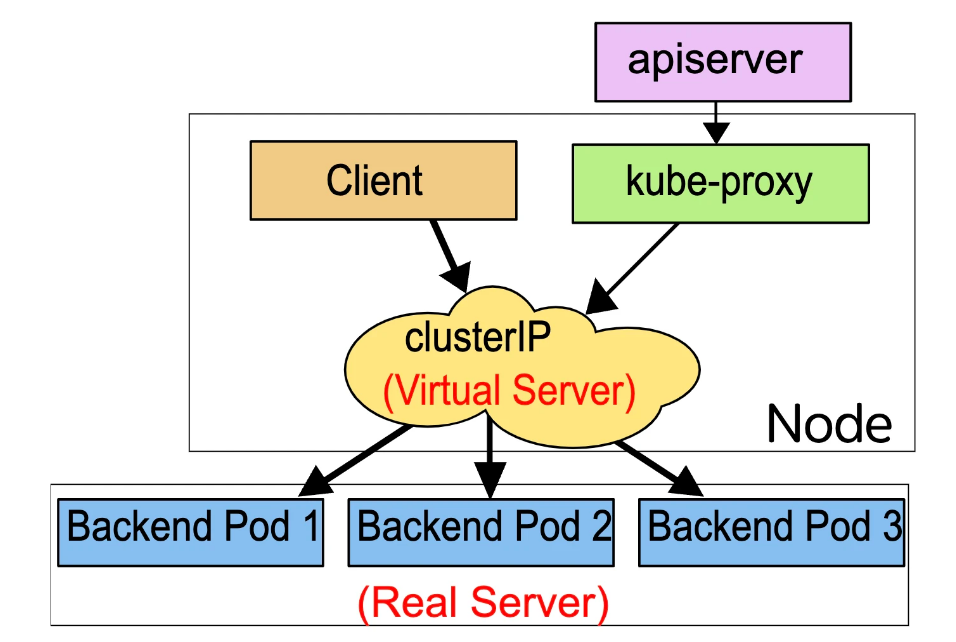 apiserver
Client
kube-proxy
clusterIP
(Virtual Server)
Node
Backend Pod 1
Backend Pod 2
Backend Pod 3
(Real Server)